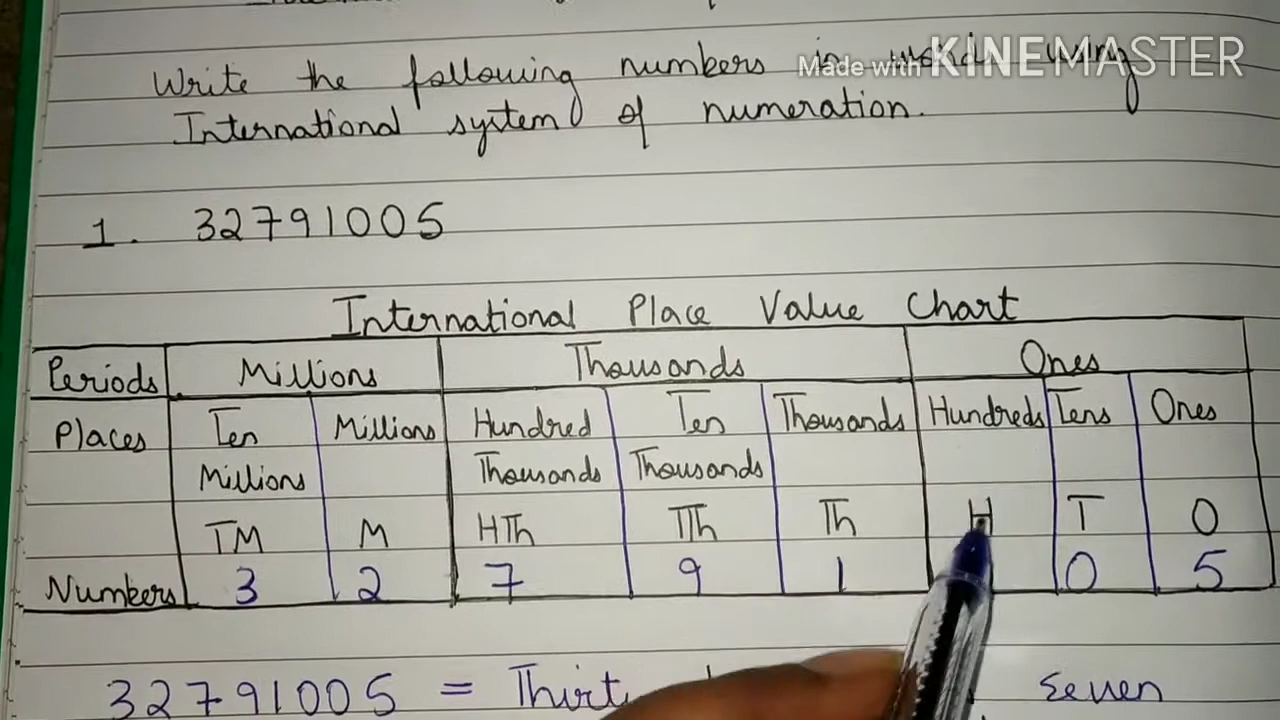 Write the following numbers in words using
Made with KINEMASTER
International system of numeration.
1. 32791005
International Place Value Chart
Periods Millions Thousands Ones
Places Ten Millions Hundred Ten Thousands Hundreds Tens Ones
Millions Thousands Thousands
TM M HTh TTh Th H T O
Numbers 3 2 7 9 1 0 5
32791005 = Seven